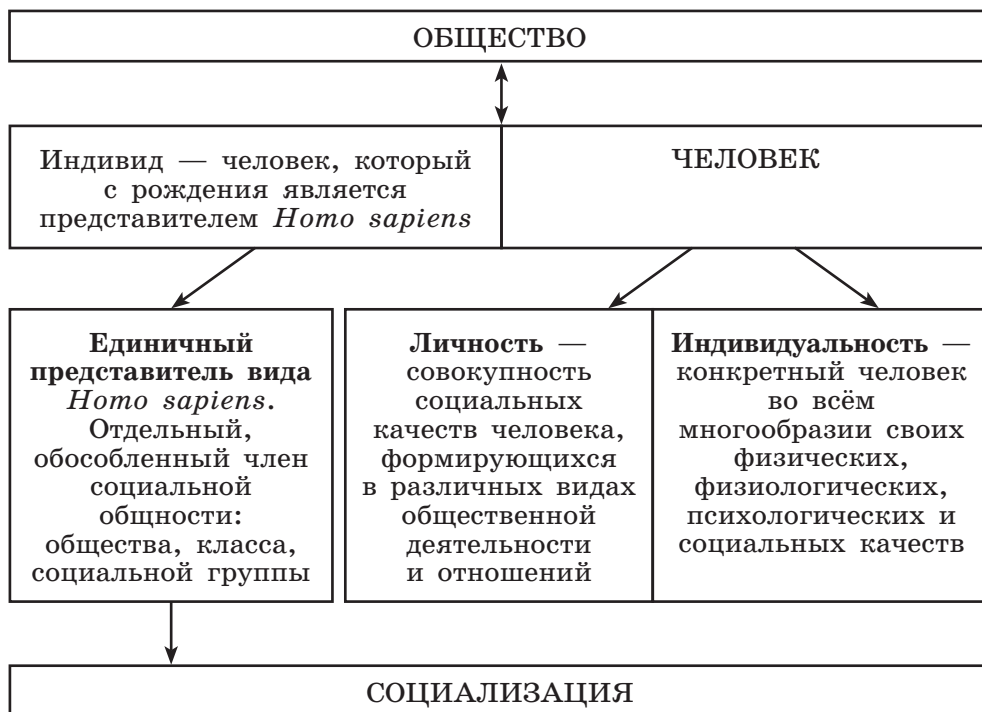 ОБЩЕСТВО
Индивид — человек, который
с рождения является
представителем Homo sapiens
ЧЕЛОВЕК
Единичный
представитель вида
Homo sapiens.
Отдельный,
обособленный член
социальной
общности:
общества, класса,
социальной группы
Личность —
совокупность
социальных
качеств человека,
формирующихся
в различных видах
общественной
деятельности
и отношений
Индивидуальность —
конкретный человек
во всём
многообразии своих
физических,
физиологических,
психологических и
социальных качеств
СОЦИАЛИЗАЦИЯ